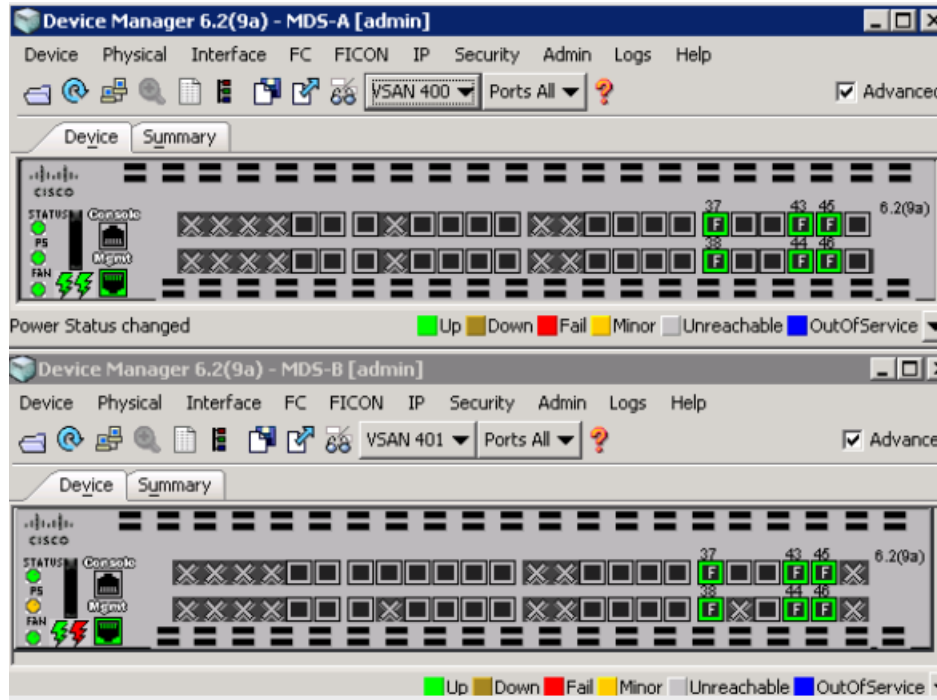 Device Manager 6.2(9a) - MDS-A [admin]
Device Physical Interface FC FICON IP Security Admin Logs Help
VSAN 400 Ports All Advanced
Device Summary
CISCO
STATUS Console
37 43 45 6.2(9a)
PS
Mgmt
38 44 46
FAN
F F F
F F F
Power Status changed Up Down Fail Minor Unreachable OutOfService
Device Manager 6.2(9a) - MDS-B [admin]
Device Physical Interface FC FICON IP Security Admin Logs Help
VSAN 401 Ports All Advance
Device Summary
CISCO
STATUS Console
37 43 45 6.2(9a)
PS
Mgmt
38 44 46
FAN
F F F
F F F
Up Down Fail Minor Unreachable OutOfService